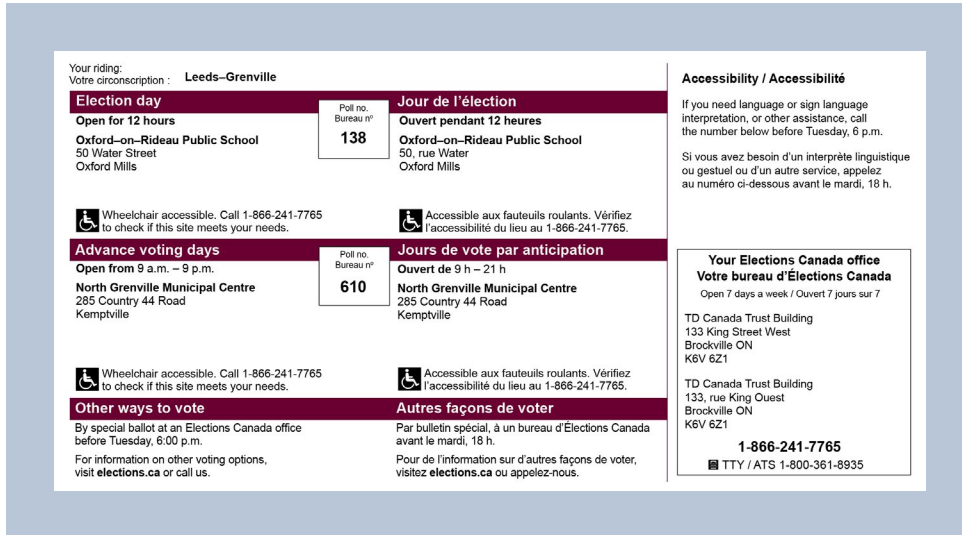 Your riding:
Votre circonscription : Leeds–Grenville
Election day
Open for 12 hours
Oxford–on–Rideau Public School
50 Water Street
Oxford Mills
Wheelchair accessible. Call 1-866-241-7765
to check if this site meets your needs.
Poll no.
Bureau nº
138
Jour de l'élection
Ouvert pendant 12 heures
Oxford–on–Rideau Public School
50, rue Water
Oxford Mills
Accessible aux fauteuils roulants. Vérifiez
l'accessibilité du lieu au 1-866-241-7765.
Advance voting days
Open from 9 a.m. – 9 p.m.
North Grenville Municipal Centre
285 Country 44 Road
Kemptville
Wheelchair accessible. Call 1-866-241-7765
to check if this site meets your needs.
Poll no.
Bureau nº
610
Jours de vote par anticipation
Ouvert de 9 h – 21 h
North Grenville Municipal Centre
285 Country 44 Road
Kemptville
Accessible aux fauteuils roulants. Vérifiez
l'accessibilité du lieu au 1-866-241-7765.
Other ways to vote
By special ballot at an Elections Canada office
before Tuesday, 6:00 p.m.
For information on other voting options,
visit elections.ca or call us.
Autres façons de voter
Par bulletin spécial, à un bureau d'Élections Canada
avant le mardi, 18 h.
Pour de l'information sur d'autres façons de voter,
visitez elections.ca ou appelez-nous.
Accessibility / Accessibilité
If you need language or sign language
interpretation, or other assistance, call
the number below before Tuesday, 6 p.m.
Si vous avez besoin d'un interprète linguistique
ou gestuel ou d'un autre service, appelez
au numéro ci-dessous avant le mardi, 18 h.
Your Elections Canada office
Votre bureau d'Élections Canada
Open 7 days a week / Ouvert 7 jours sur 7
TD Canada Trust Building
133 King Street West
Brockville ON
K6V 6Z1
TD Canada Trust Building
133, rue King Ouest
Brockville ON
K6V 6Z1
1-866-241-7765
TTY / ATS 1-800-361-8935